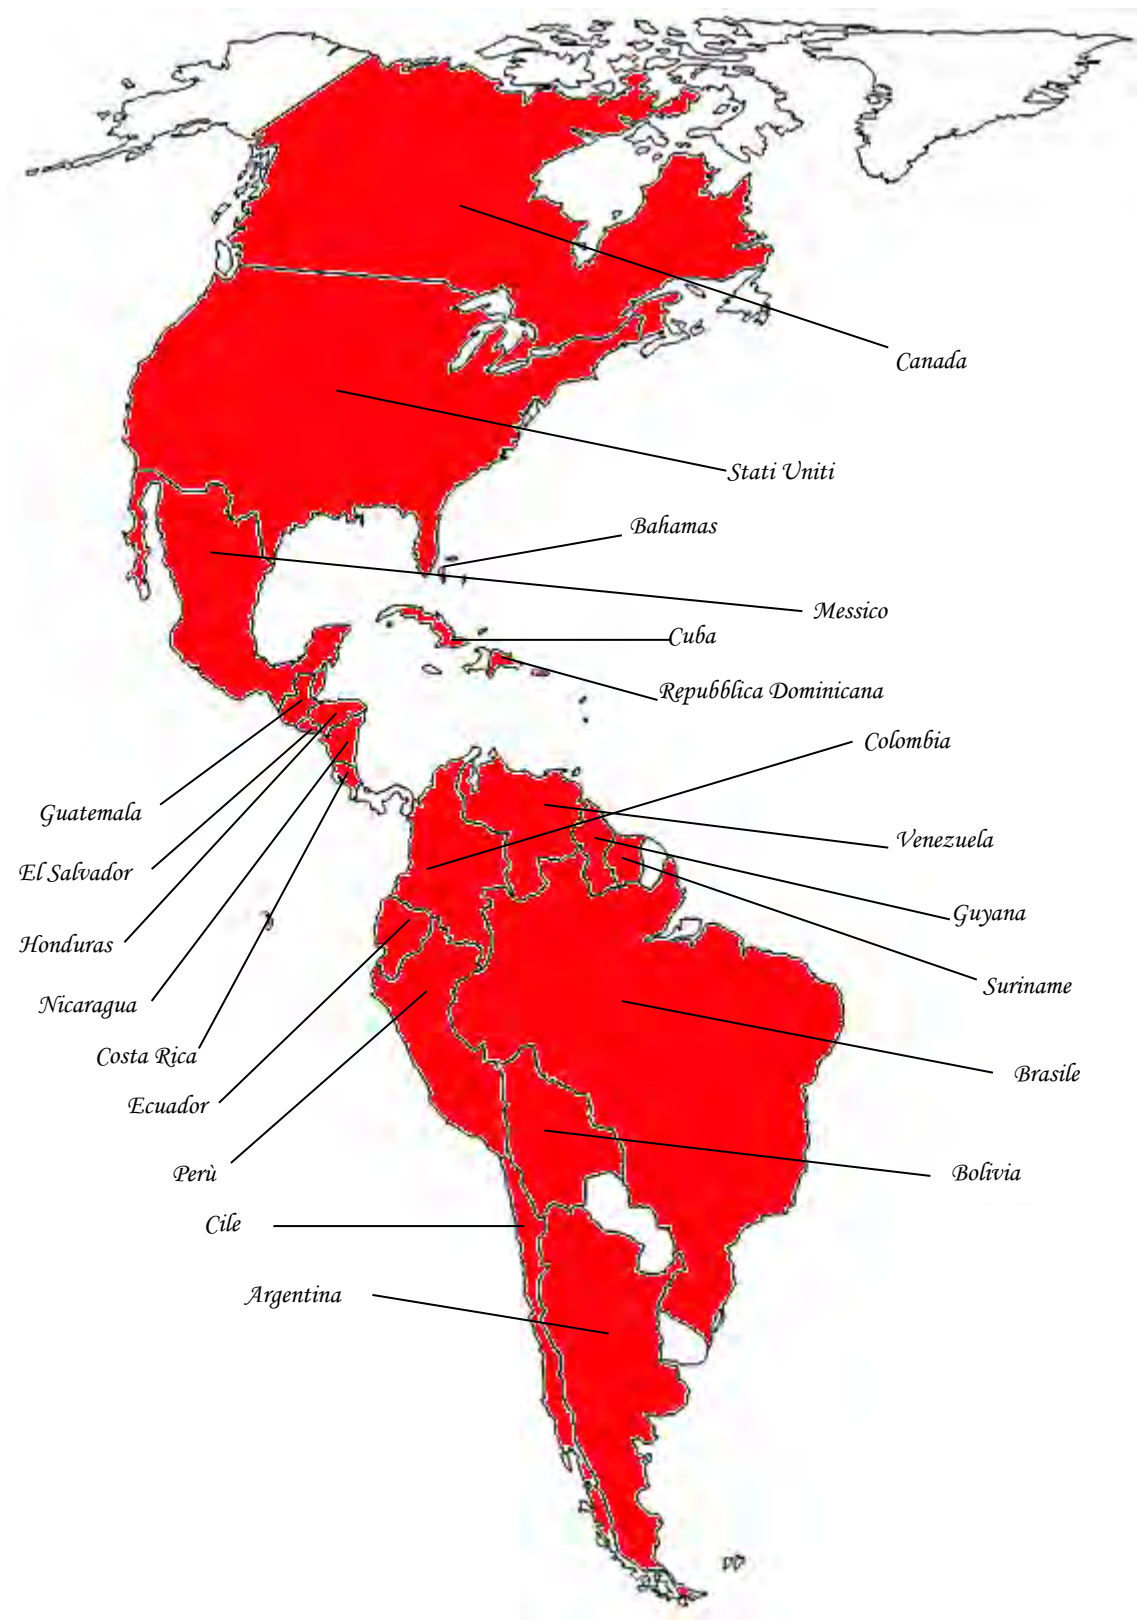 Canada
Stati Uniti
Bahamas
Messico
Cuba
Repubblica Dominicana
Colombia
Guatemala
Venezuela
El Salvador
Guyana
Honduras
Suriname
Nicaragua
Costa Rica
Brasile
Ecuador
Perù
Bolivia
Cile
Argentina